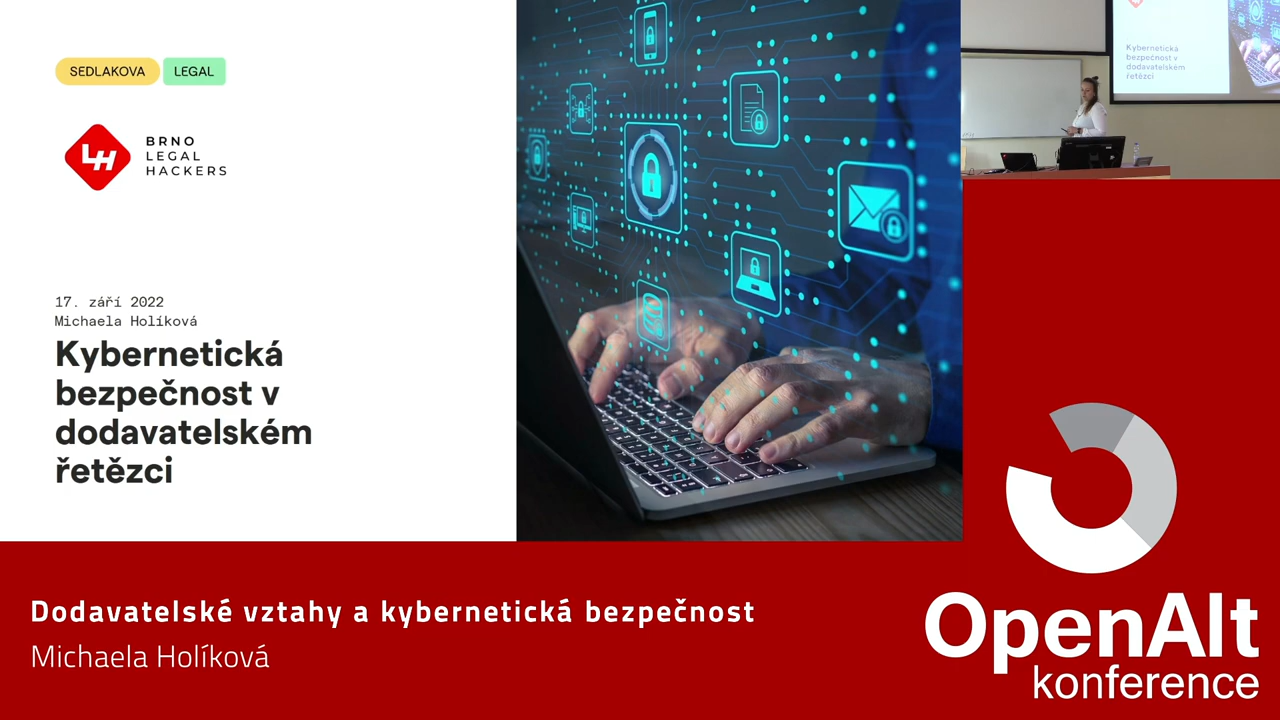 SEDLAKOVA LEGAL
LH
BRNO
LEGAL
HACKERS
17. září 2022
Michaela Holíková
Kybernetická
bezpečnost v
dodavatelském
řetězci
Kybernetická
bezpečnost v
dodavatelském
řetězci
Dodavatelské vztahy a kybernetická bezpečnost
Michaela Holíková
OpenAlt
konference